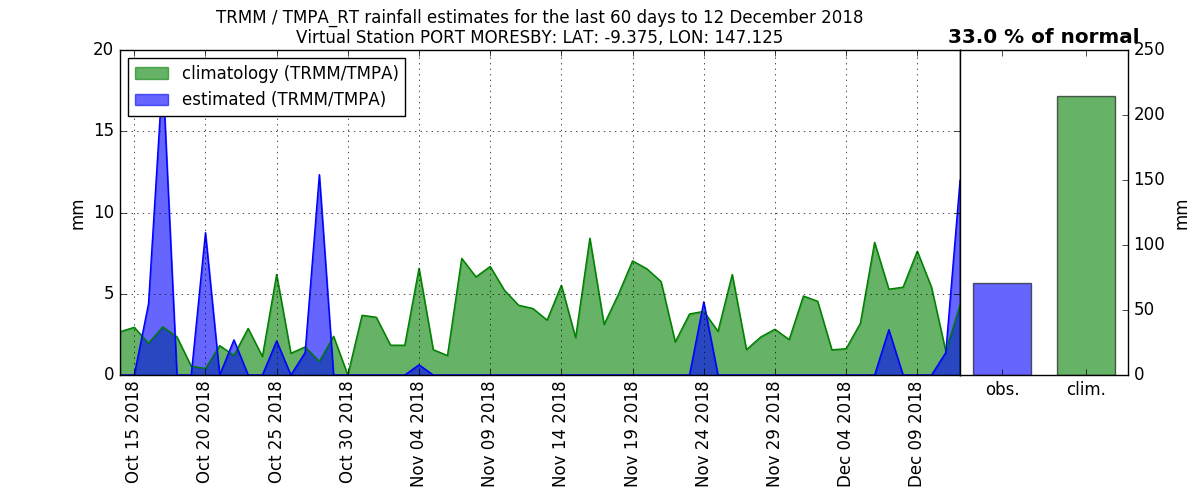 TRMM / TMPA_RT rainfall estimates for the last 60 days to 12 December 2018
Virtual Station PORT MORESBY: LAT: -9.375, LON: 147.125
33.0 % of normal
climatology (TRMM/TMPA)
estimated (TRMM/TMPA)
20
15
10
5
0
mm
250
200
150
100
50
0
mm
Oct 15 2018
Oct 20 2018
Oct 25 2018
Oct 30 2018
Nov 04 2018
Nov 09 2018
Nov 14 2018
Nov 19 2018
Nov 24 2018
Nov 29 2018
Dec 04 2018
Dec 09 2018
obs.
clim.